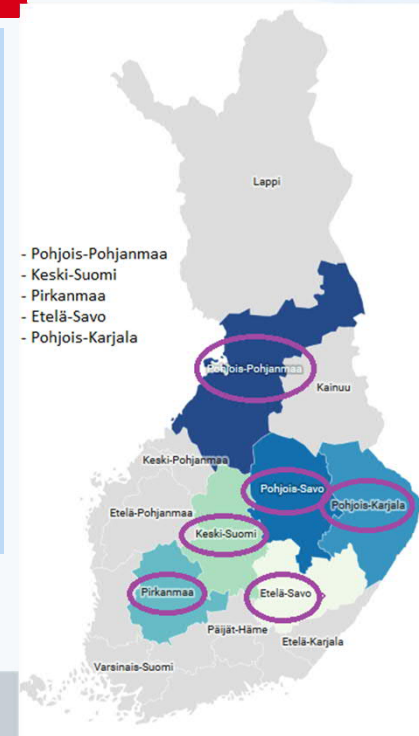 Lappi
- Pohjois-Pohjanmaa
- Keski-Suomi
- Pirkanmaa
- Etelä-Savo
- Pohjois-Karjala
Pohjois-Pohjanmaa
Kainuu
Keski-Pohjanmaa
Pohjois-Savo
Pohjois-Karjala
Etelä-Pohjanmaa
Keski-Suomi
Pirkanmaa
Etelä-Savo
Päijät-Häme
Etelä-Karjala
Varsinais-Suomi